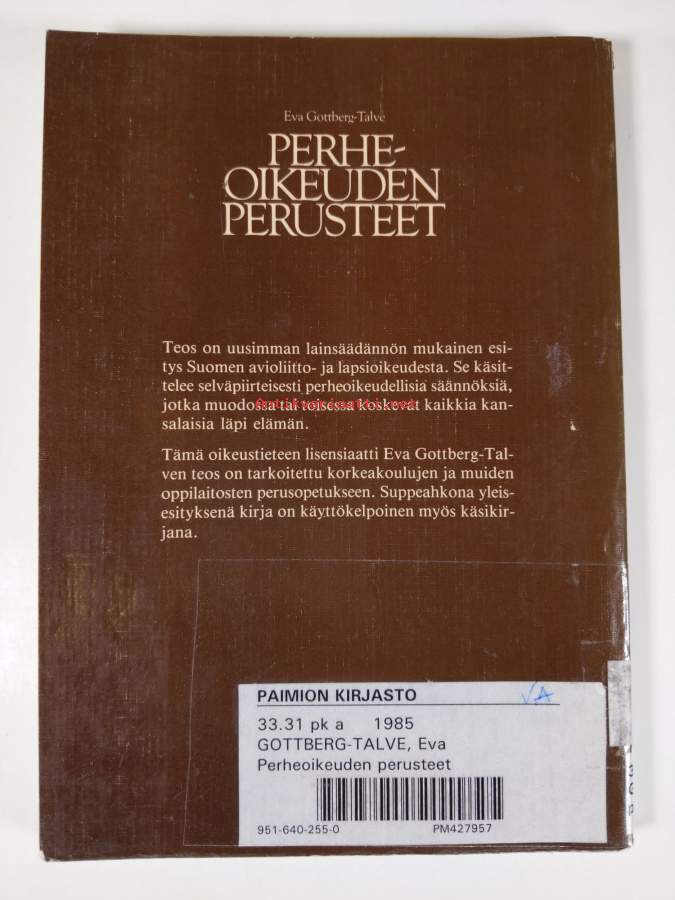 Eva Gottberg-Talve
PERHE-
OIKEUDEN
PERUSTEET
Teos on uusimman lainsäädännön mukainen esi-
tys Suomen avioliitto- ja lapsioikeudesta. Se käsit-
telee selväpiirteisesti perheoikeudellisia säännöksiä,
jotka muodossa tai toisessa koskevat kaikkia kan-
salaisia läpi elämän.
Tämä oikeustieteen lisensiaatti Eva Gottberg-Tal-
ven teos on tarkoitettu korkeakoulujen ja muiden
oppilaitosten perusopetukseen. Suppeahkona yleis-
esityksenä kirja on käyttökelpoinen myös käsikir-
jana.
PAIMION KIRJASTO VA
33.31 pk a 1985
GOTTBERG-TALVE, Eva
Perheoikeuden perusteet
951-640-255-0 PM427957